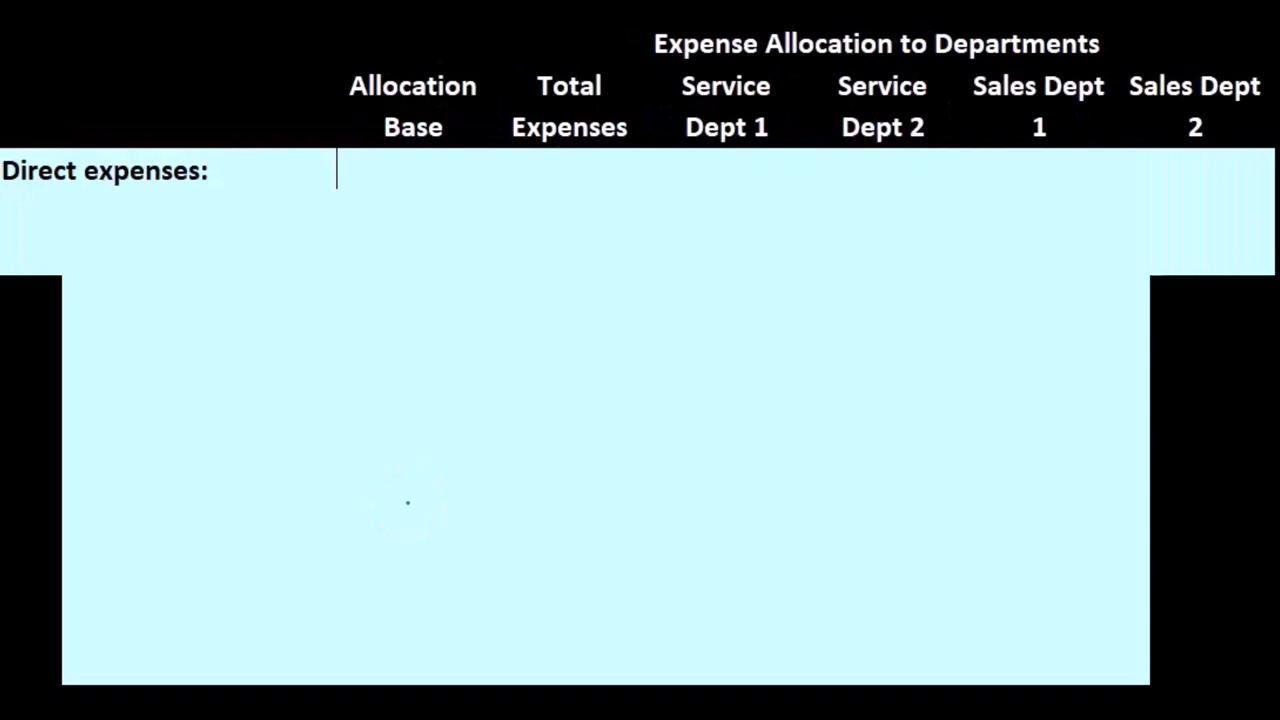 Expense Allocation to Departments
Allocation Total Service Service Sales Dept Sales Dept
Base Expenses Dept 1 Dept 2 1 2
Direct expenses: